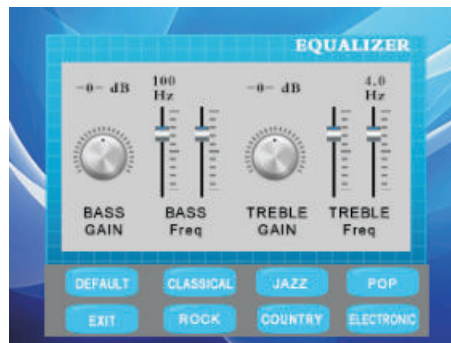 EQUALIZER
-0- dB
100
Hz
-0- dB
4.0
Hz
BASS
GAIN
BASS
Freq
TREBLE
GAIN
TREBLE
Freq
DEFAULT
CLASSICAL
JAZZ
POP
EXIT
ROCK
COUNTRY
ELECTRONIC